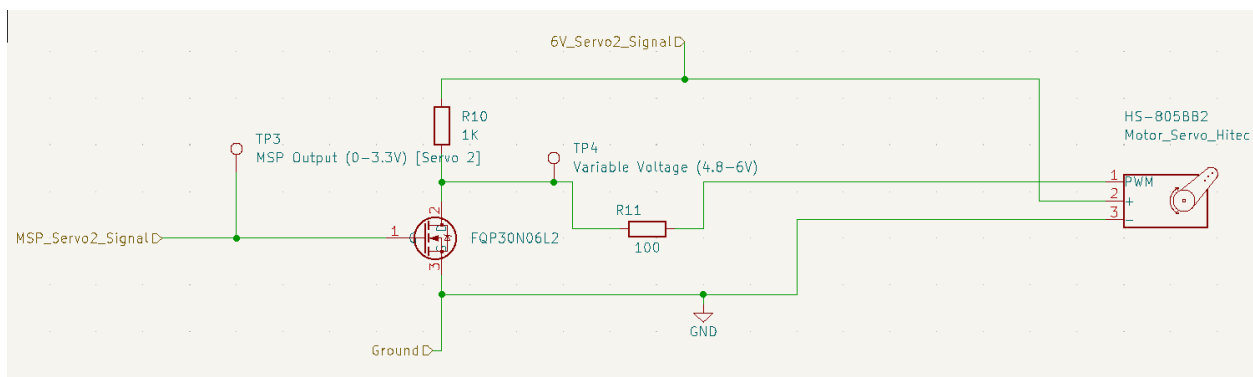 6V_Servo2_Signal
R10
1K
HS-805BB2
Motor_Servo_Hitec
TP3
MSP Output (0-3.3V) [Servo 2]
TP4
Variable Voltage (4.8-6V)
1
PWM
2
+
3
-
R11
100
2
MSP_Servo2_Signal
1
FQP30N06L2
3
GND
Ground